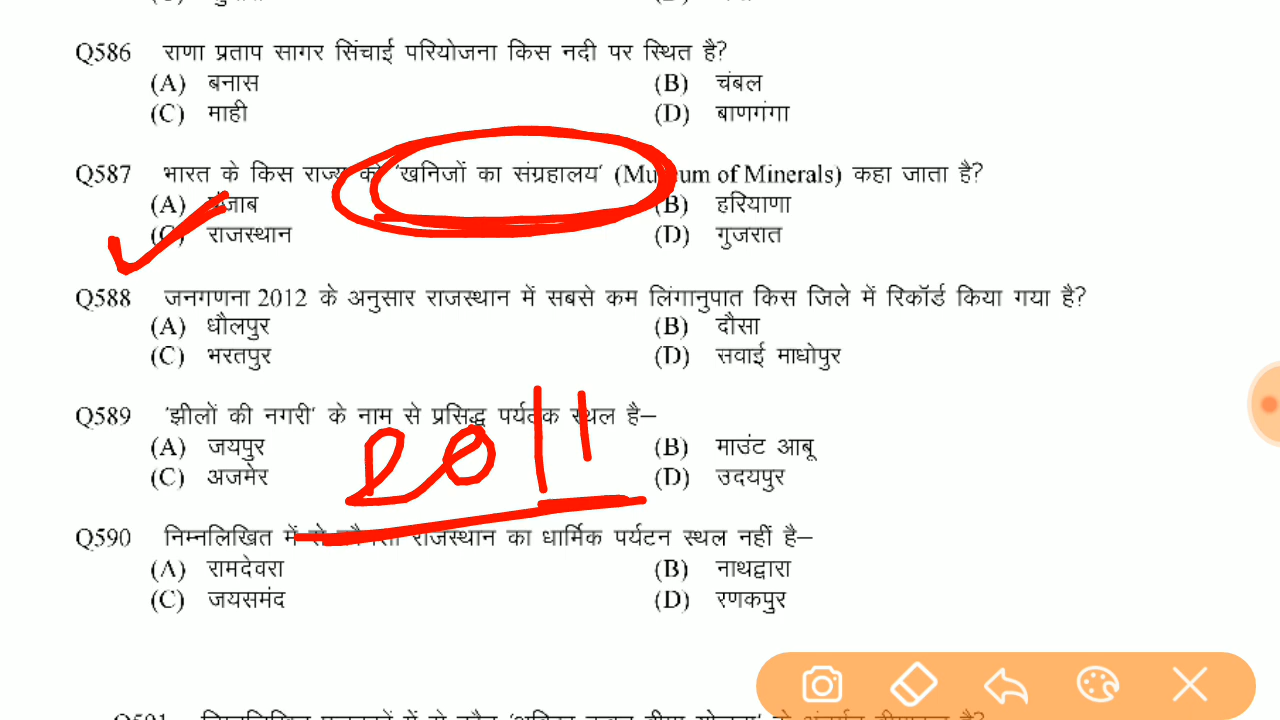 Q586 राणा प्रताप सागर सिंचाई परियोजना किस नदी पर स्थित है?
(A) बनास (B) चंबल
(C) माही (D) बाणगंगा
Q587 भारत के किस राज्य को 'खनिजों का संग्रहालय' (Museum of Minerals) कहा जाता है?
(A) पंजाब (B) हरियाणा
(C) राजस्थान (D) गुजरात
Q588 जनगणना 2012 के अनुसार राजस्थान में सबसे कम लिंगानुपात किस जिले में रिकॉर्ड किया गया है?
(A) धौलपुर (B) दौसा
(C) भरतपुर (D) सवाई माधोपुर
Q589 'झीलों की नगरी' के नाम से प्रसिद्ध पर्यटक स्थल है–
(A) जयपुर (B) माउंट आबू
2011
(C) अजमेर (D) उदयपुर
Q590 निम्नलिखित में से कौनसा राजस्थान का धार्मिक पर्यटन स्थल नहीं है–
(A) रामदेवरा (B) नाथद्वारा
(C) जयसमंद (D) रणकपुर